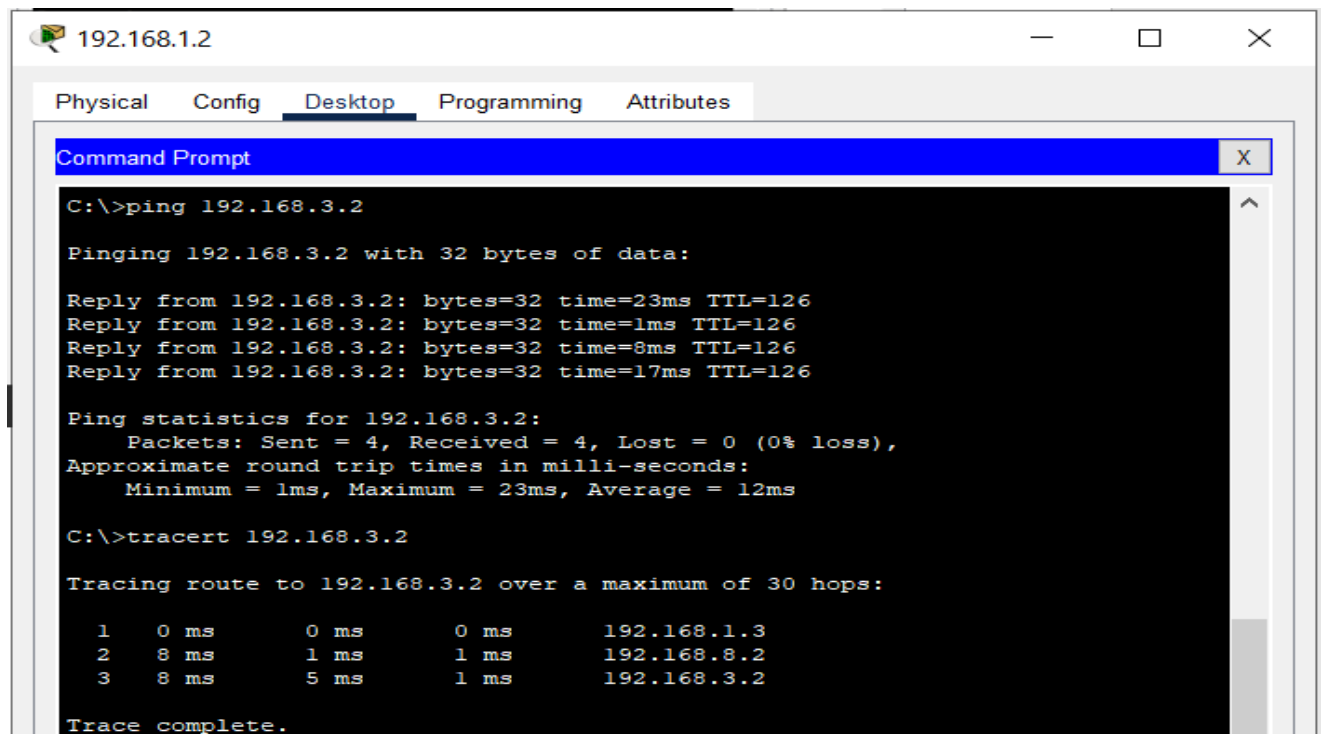 192.168.1.2
Physical Config Desktop Programming Attributes
Command Prompt X
C:\>ping 192.168.3.2
Pinging 192.168.3.2 with 32 bytes of data:
Reply from 192.168.3.2: bytes=32 time=23ms TTL=126
Reply from 192.168.3.2: bytes=32 time=1ms TTL=126
Reply from 192.168.3.2: bytes=32 time=8ms TTL=126
Reply from 192.168.3.2: bytes=32 time=17ms TTL=126
Ping statistics for 192.168.3.2:
Packets: Sent = 4, Received = 4, Lost = 0 (0% loss),
Approximate round trip times in milli-seconds:
Minimum = 1ms, Maximum = 23ms, Average = 12ms
C:\>tracert 192.168.3.2
Tracing route to 192.168.3.2 over a maximum of 30 hops:
1 0 ms 0 ms 0 ms 192.168.1.3
2 8 ms 1 ms 1 ms 192.168.8.2
3 8 ms 5 ms 1 ms 192.168.3.2
Trace complete.